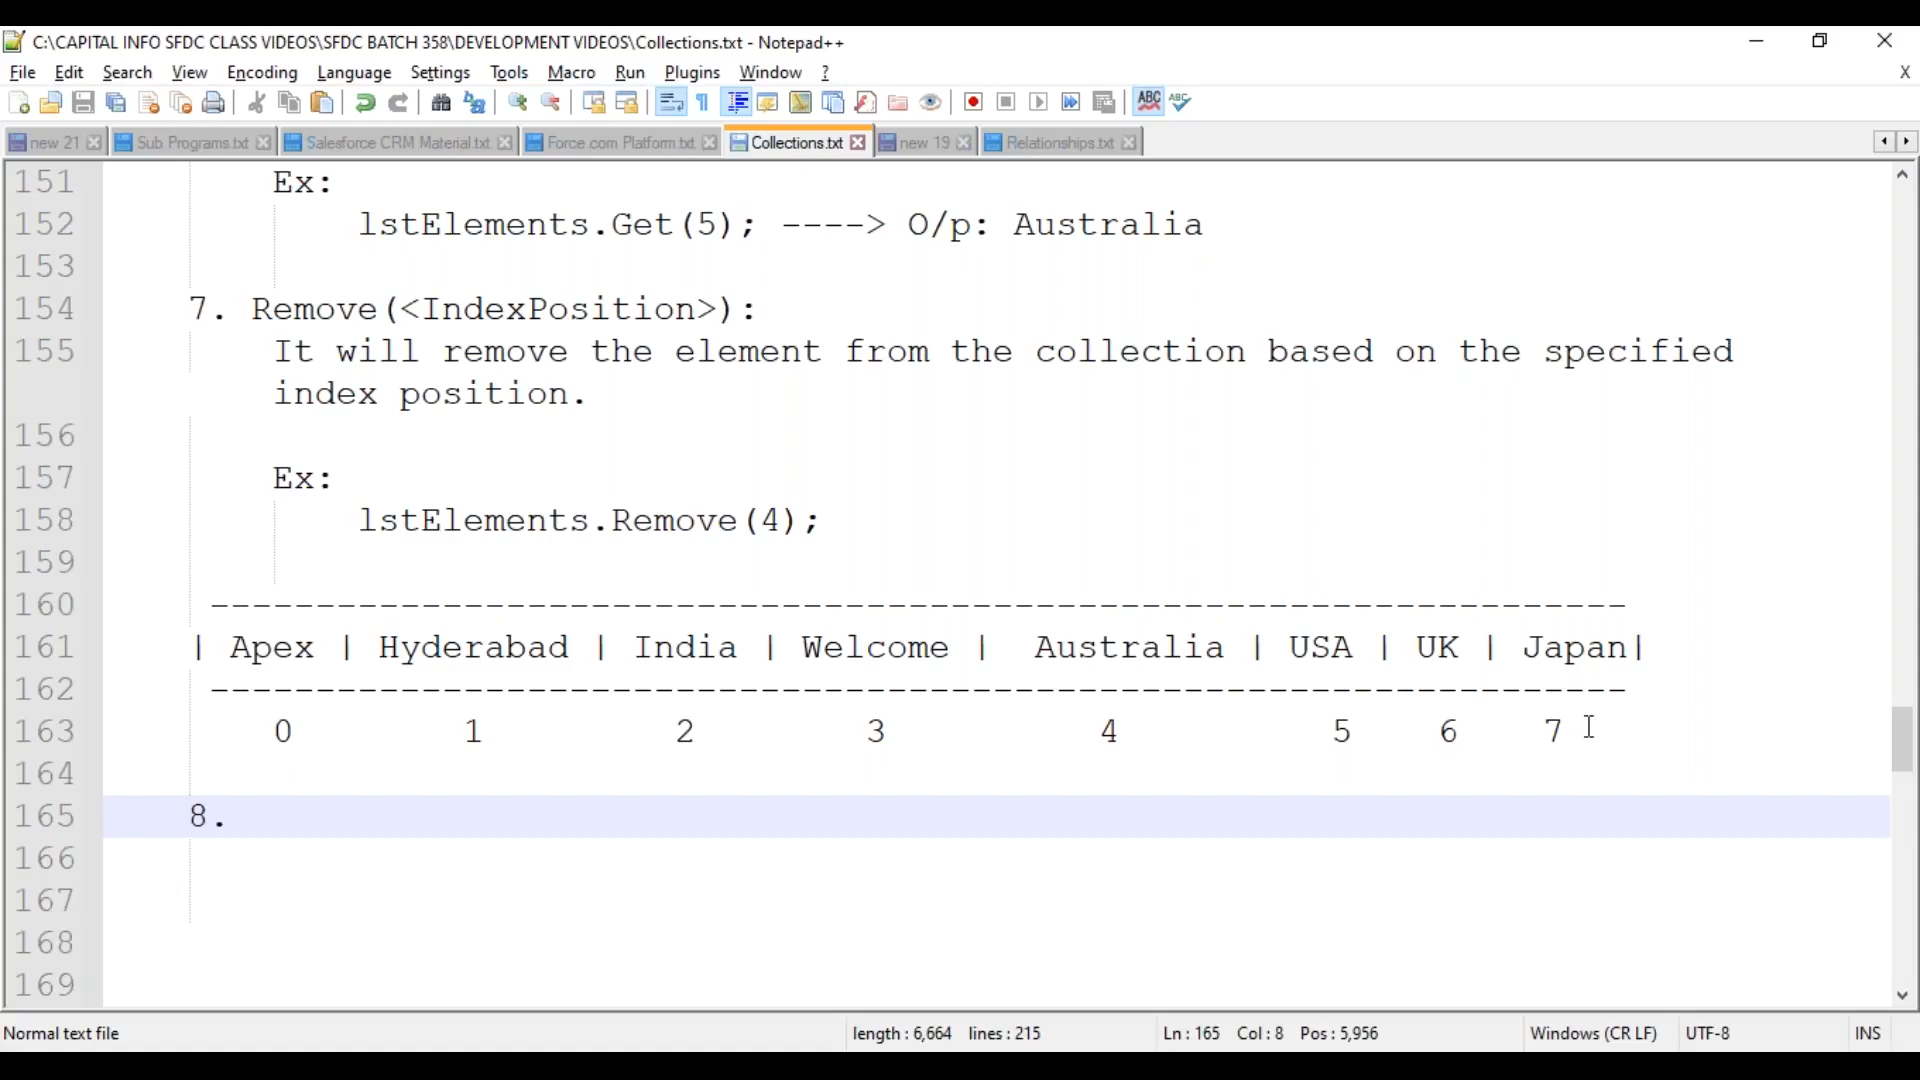 C:\CAPITAL INFO SFDC CLASS VIDEOS\SFDC BATCH 358\DEVELOPMENT VIDEOS\Collections.txt - Notepad++
File Edit Search View Encoding Language Settings Tools Macro Run Plugins Window ? X
new 21 Sub Programs.txt Salesforce CRM Material.txt Force.com Platform.txt Collections.txt new 19 Relationships.txt
151 Ex:
152 lstElements.Get(5); ----> O/p: Australia
153
154 7. Remove(<IndexPosition>):
155 It will remove the element from the collection based on the specified
index position.
156
157 Ex:
158 lstElements.Remove(4);
159
160 -------------------------------------------------------------------
161 | Apex | Hyderabad | India | Welcome | Australia | USA | UK | Japan|
162 -------------------------------------------------------------------
163 0 1 2 3 4 5 6 7
164
165 8.
166
167
168
169
Normal text file length : 6,664 lines : 215 Ln : 165 Col : 8 Pos : 5,956 Windows (CR LF) UTF-8 INS